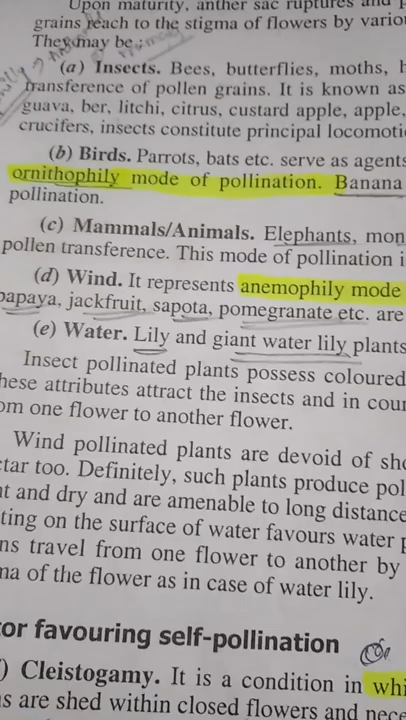 Upon maturity, anther sac ruptures and
grains reach to the stigma of flowers by
They may be :
(a) Insects. Bees, butterflies, moths,
transference of pollen grains. It is known as
guava, ber, litchi, citrus, custard apple, apple,
crucifers, insects constitute principal
(b) Birds. Parrots, bats etc. serve as agents
ornithophily mode of pollination. Banana
pollination.
(c) Mammals/Animals. Elephants, mon
pollen transference. This mode of pollination i
(d) Wind. It represents anemophily mode
papaya, jackfruit, sapota, pomegranate etc. are
(e) Water. Lily and giant water lily plants
Insect pollinated plants possess coloured
hese attributes attract the insects and in cour
om one flower to another flower.
Wind pollinated plants are devoid of sho
ctar too. Definitely, such plants produce pol
nt and dry and are amenable to long distance
ting on the surface of water favours water
ns travel from one flower to another by
ma of the flower as in case of water lily.
or favouring self-pollination
) Cleistogamy. It is a condition in whi
s are shed within closed flowers and nece